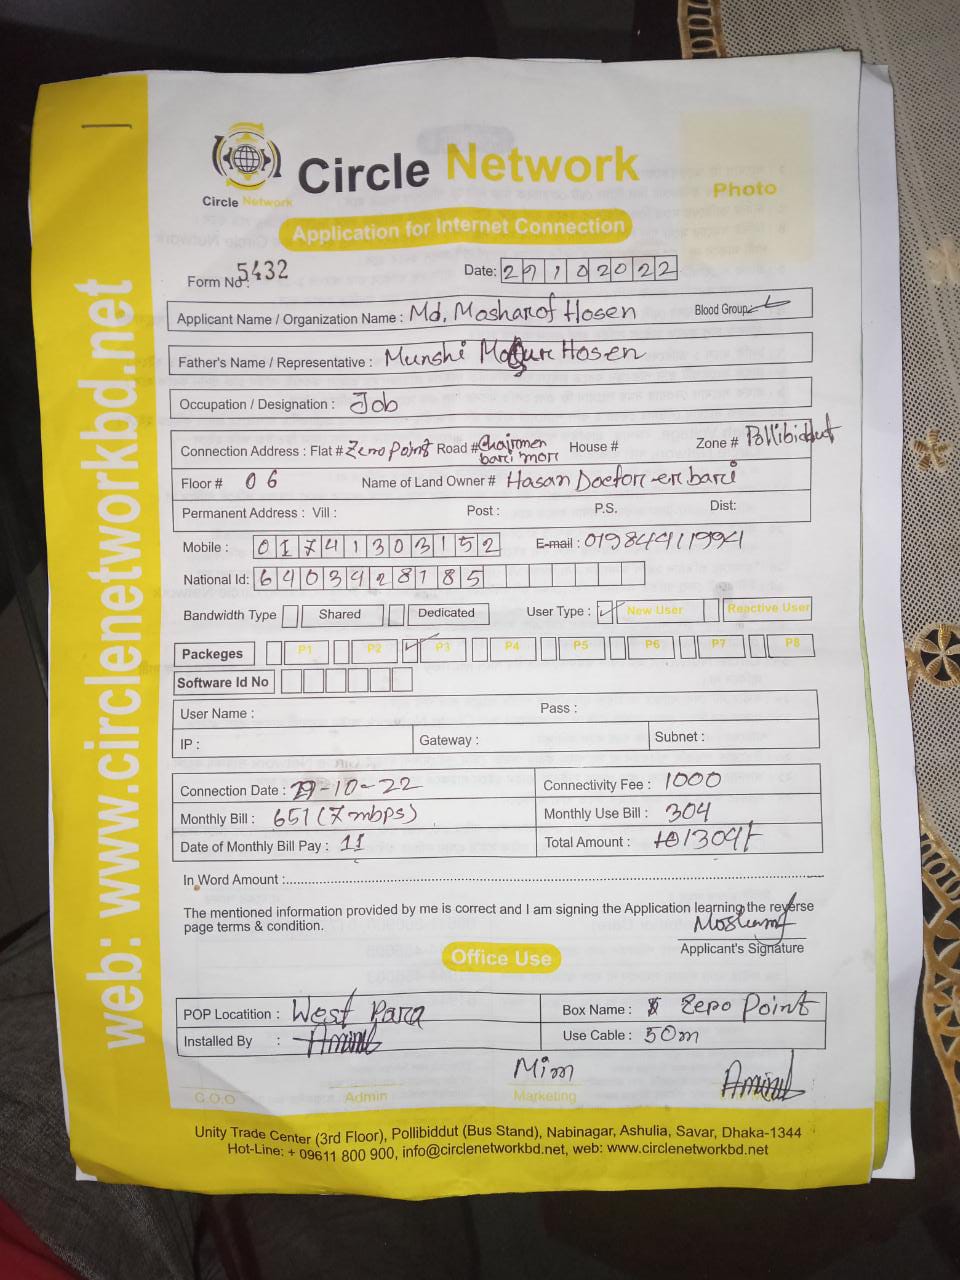 web: www.circlenetworkbd.net
Circle Network
Circle Network
Photo
Application for Internet Connection
Form No: 5432
Date: 29102022
Applicant Name / Organization Name : Md. Mosharof Hosen Blood Group:
Father's Name / Representative : Munshi Hosen
Occupation / Designation : Job
Connection Address : Flat # Zero point Road # Chairomen bari morr House # Zone # Pollibiddut
Floor # 06 Name of Land Owner # Hasan Doctor-er bari
Permanent Address : Vill : Post : P.S. Dist:
Mobile : 01741303152 E-mail : 01984411994
National Id: 6403428785
Bandwidth Type Shared Dedicated User Type : New User Reactive User
Packeges P1 P2 P3 P4 P5 P6 P7 P8
Software Id No
User Name : Pass :
IP : Gateway : Subnet :
Connection Date : 29-10-22 Connectivity Fee : 1000
Monthly Bill : 651 (7 mbps) Monthly Use Bill : 304
Date of Monthly Bill Pay : 11 Total Amount : 1304/-
In Word Amount :
The mentioned information provided by me is correct and I am signing the Application learning the reverse
page terms & condition.
Mosharof
Applicant's Signature
Office Use
POP Locatition : West Para Box Name : Zero Point
Installed By : Aminul Use Cable : 50m
Mim Aminul
C.O.O Admin Marketing
Unity Trade Center (3rd Floor), Pollibiddut (Bus Stand), Nabinagar, Ashulia, Savar, Dhaka-1344
Hot-Line: + 09611 800 900, info@circlenetworkbd.net, web: www.circlenetworkbd.net